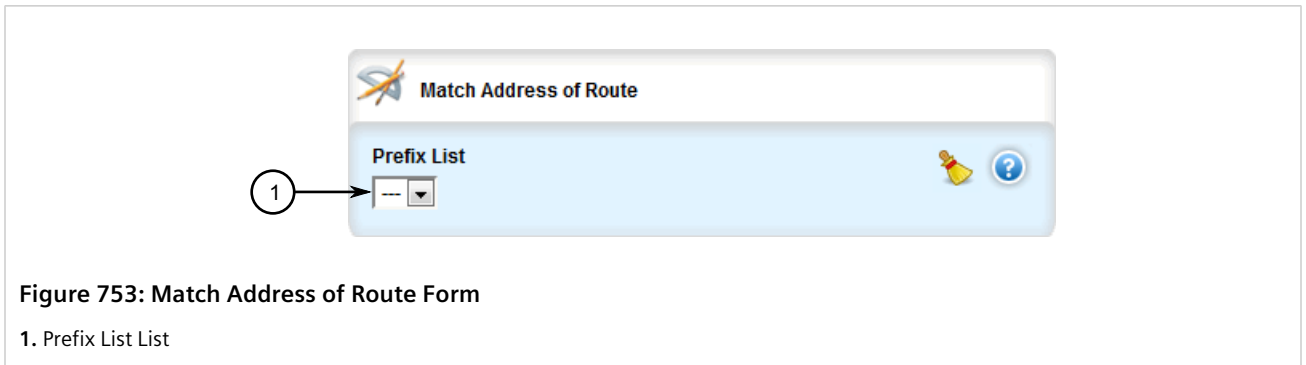 Match Address of Route
Prefix List
1
---
?
Figure 753: Match Address of Route Form
1. Prefix List List